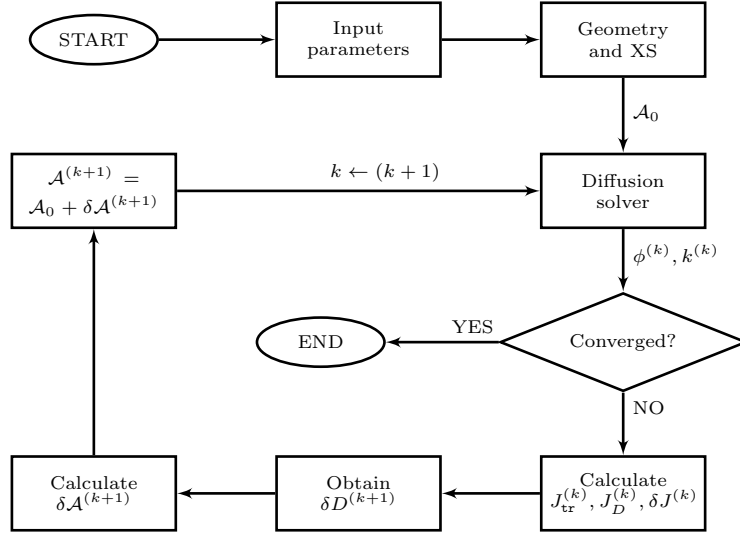 START
Input
parameters
Geometry
and XS
𝒜₀
𝒜⁽ᵏ⁺¹⁾ =
𝒜₀ + δ𝒜⁽ᵏ⁺¹⁾
k ← (k + 1)
Diffusion
solver
ϕ⁽ᵏ⁾, k⁽ᵏ⁾
END
YES
Converged?
NO
Calculate
δ𝒜⁽ᵏ⁺¹⁾
Obtain
δD⁽ᵏ⁺¹⁾
Calculate
J_tr⁽ᵏ⁾, J_D⁽ᵏ⁾, δJ⁽ᵏ⁾